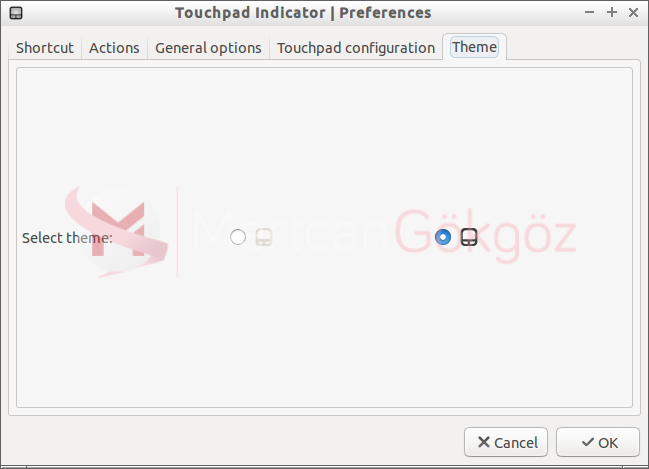 Touchpad Indicator | Preferences
Shortcut Actions General options Touchpad configuration Theme
MertcanGökgöz
Select theme:
Cancel OK